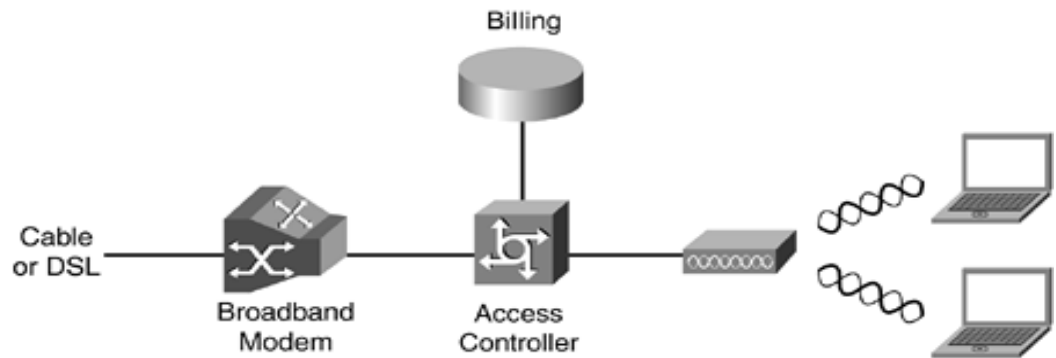 Billing
Cable
or DSL
Broadband
Modem
Access
Controller